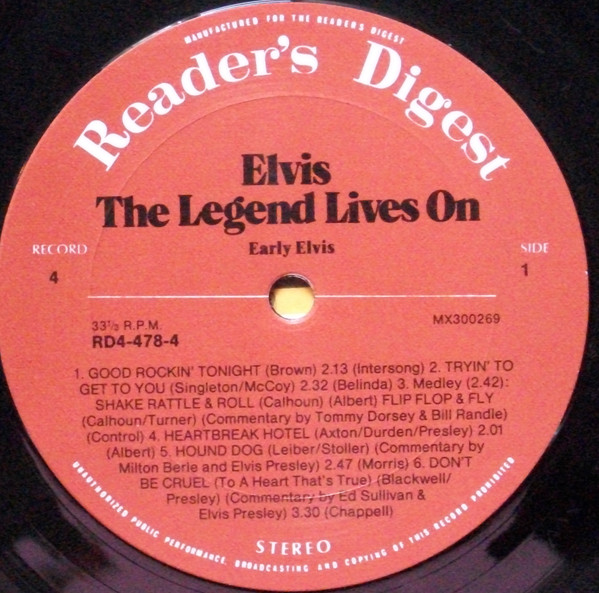 MANUFACTURED FOR THE READER'S DIGEST
Reader's Digest
Elvis
The Legend Lives On
Early Elvis
RECORD
4
SIDE
1
33⅓ R.P.M.
RD4-478-4
MX300269
1. GOOD ROCKIN' TONIGHT (Brown) 2.13 (Intersong) 2. TRYIN' TO
GET TO YOU (Singleton/McCoy) 2.32 (Belinda) 3. Medley (2.42):
SHAKE RATTLE & ROLL (Calhoun) (Albert) FLIP FLOP & FLY
(Calhoun/Turner) (Commentary by Tommy Dorsey & Bill Randle)
(Control) 4. HEARTBREAK HOTEL (Axton/Durden/Presley) 2.01
(Albert) 5. HOUND DOG (Leiber/Stoller) (Commentary by
Milton Berle and Elvis Presley) 2.47 (Morris) 6. DON'T
BE CRUEL (To A Heart That's True) (Blackwell/
Presley) (Commentary by Ed Sullivan &
Elvis Presley) 3.30 (Chappell)
STEREO
UNAUTHORIZED PUBLIC PERFORMANCE, BROADCASTING AND COPYING OF THIS RECORD PROHIBITED